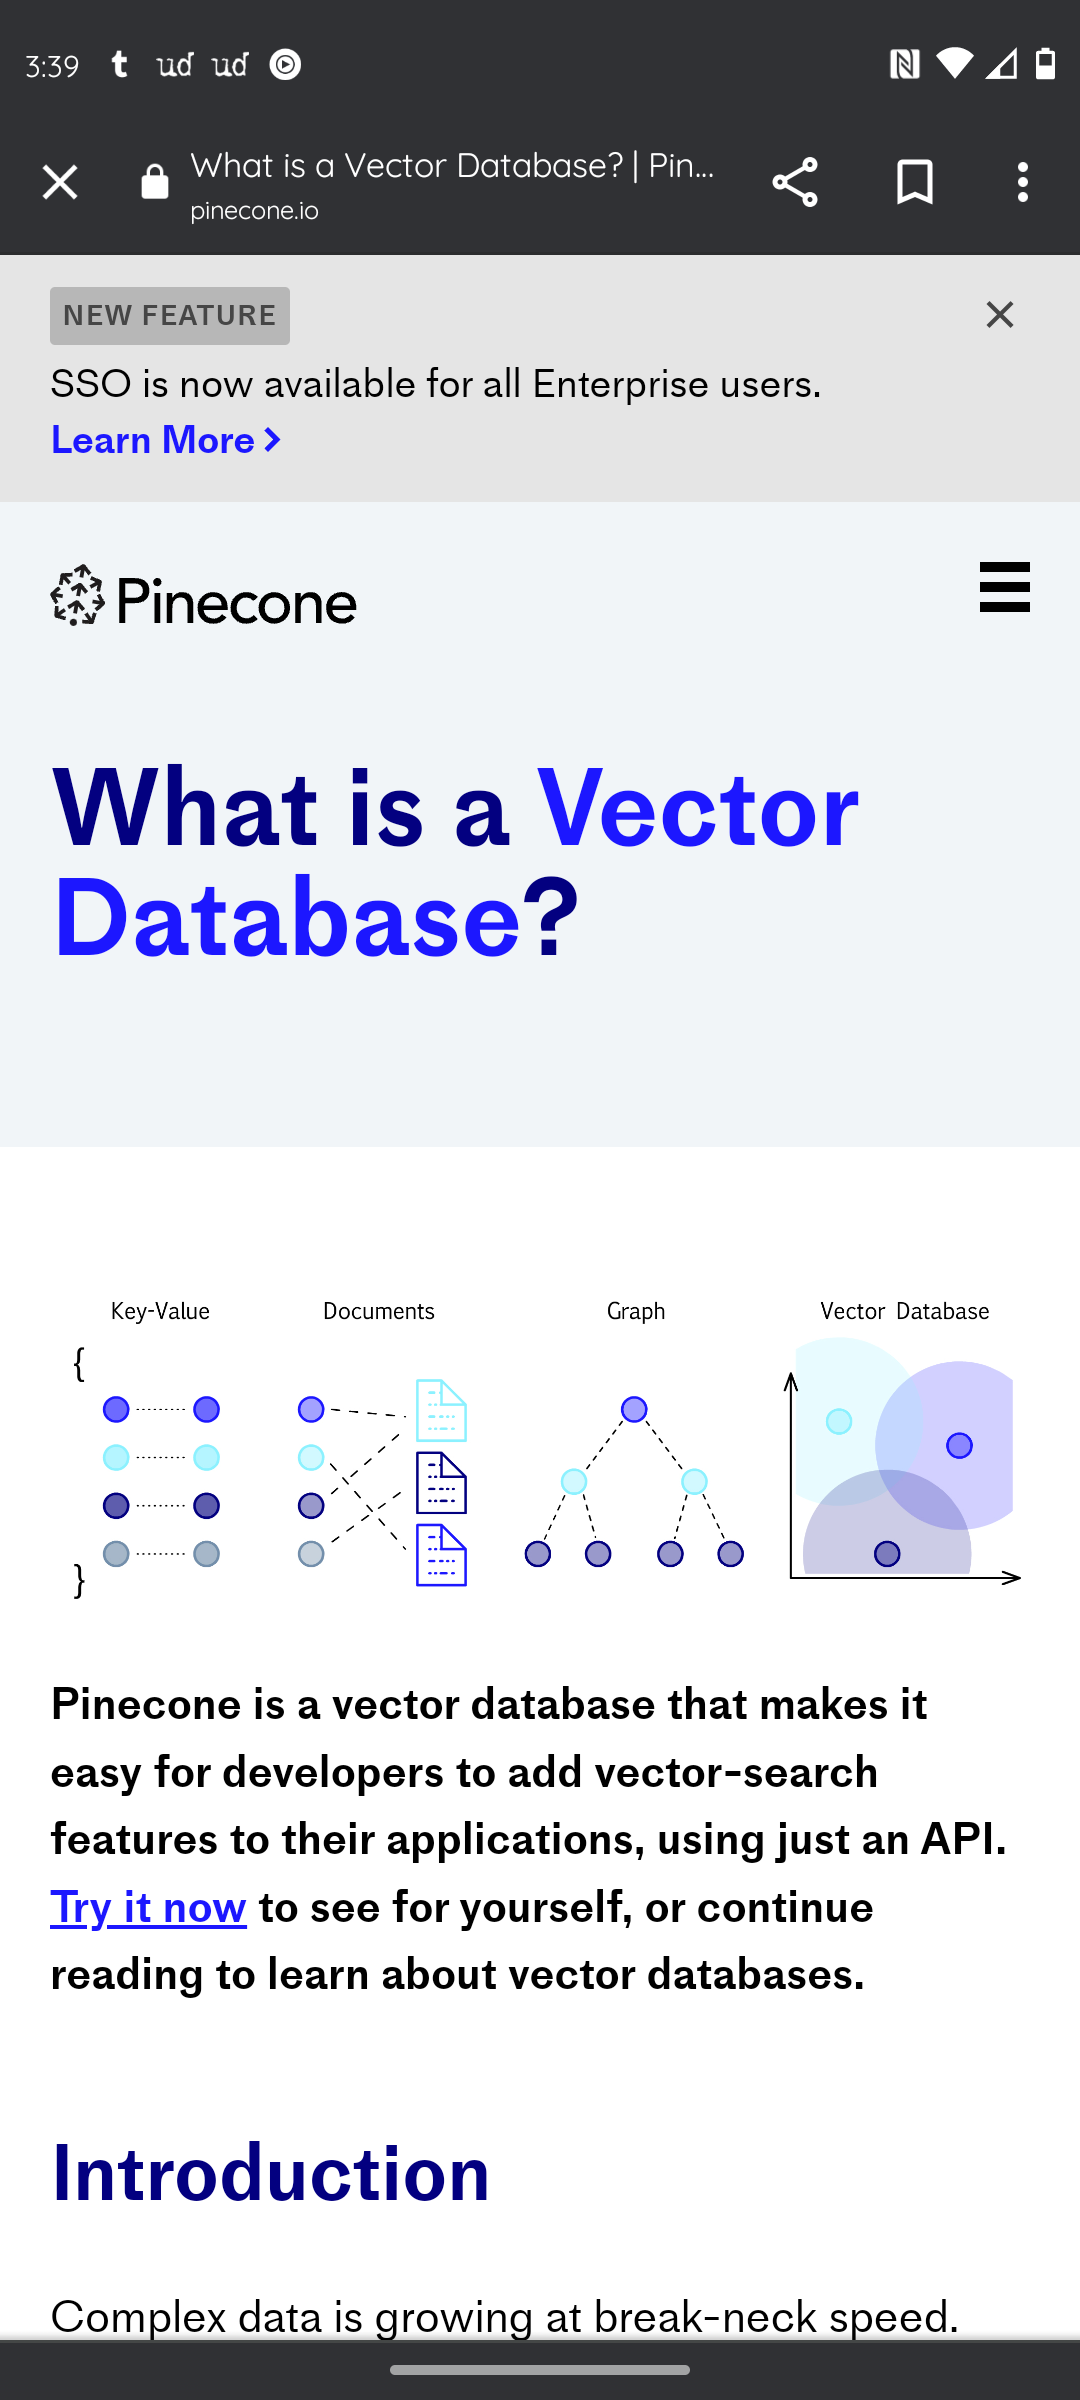 3:39 t ud ud
What is a Vector Database? | Pin...
pinecone.io
NEW FEATURE
SSO is now available for all Enterprise users.
Learn More >
Pinecone
What is a Vector
Database?
Key-Value Documents Graph Vector Database
{
}
Pinecone is a vector database that makes it
easy for developers to add vector-search
features to their applications, using just an API.
Try it now to see for yourself, or continue
reading to learn about vector databases.
Introduction
Complex data is growing at break-neck speed.